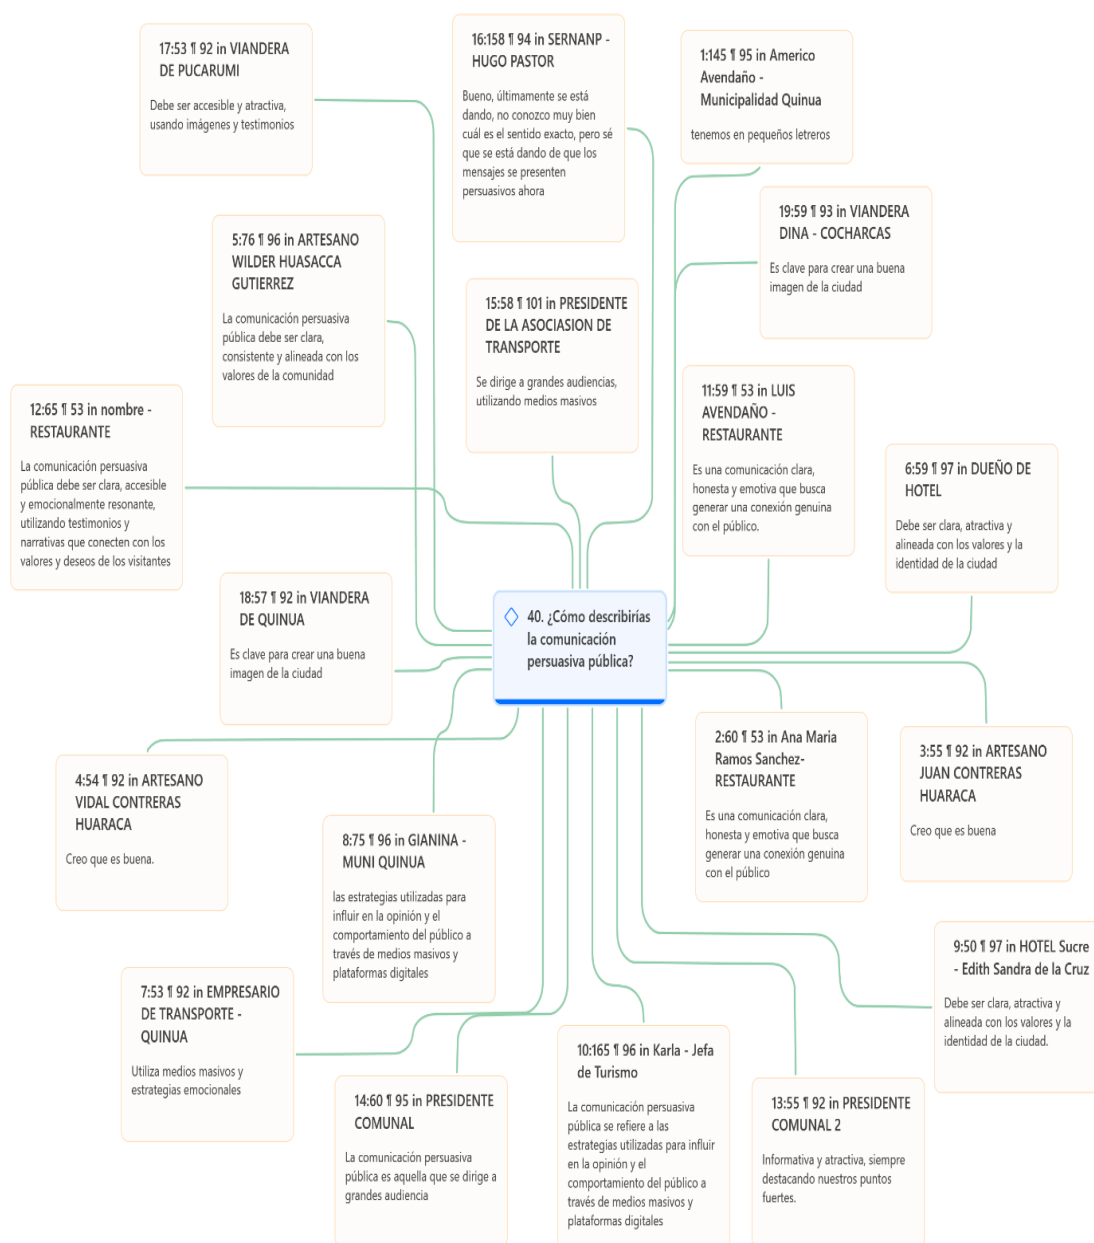 17:53 ¶ 92 in VIANDERA
DE PUCARUMI
Debe ser accesible y atractiva,
usando imágenes y testimonios
16:158 ¶ 94 in SERNANP -
HUGO PASTOR
Bueno, últimamente se está
dando, no conozco muy bien
cuál es el sentido exacto, pero sé
que se está dando de que los
mensajes se presenten
persuasivos ahora
1:145 ¶ 95 in Americo
Avendaño -
Municipalidad Quinua
tenemos en pequeños letreros
19:59 ¶ 93 in VIANDERA
DINA - COCHARCAS
Es clave para crear una buena
imagen de la ciudad
5:76 ¶ 96 in ARTESANO
WILDER HUASACCA
GUTIERREZ
La comunicación persuasiva
pública debe ser clara,
consistente y alineada con los
valores de la comunidad
15:58 ¶ 101 in PRESIDENTE
DE LA ASOCIASION DE
TRANSPORTE
Se dirige a grandes audiencias,
utilizando medios masivos
11:59 ¶ 53 in LUIS
AVENDAÑO -
RESTAURANTE
Es una comunicación clara,
honesta y emotiva que busca
generar una conexión genuina
con el público.
12:65 ¶ 53 in nombre -
RESTAURANTE
La comunicación persuasiva
pública debe ser clara, accesible
y emocionalmente resonante,
utilizando testimonios y
narrativas que conecten con los
valores y deseos de los visitantes
6:59 ¶ 97 in DUEÑO DE
HOTEL
Debe ser clara, atractiva y
alineada con los valores y la
identidad de la ciudad
18:57 ¶ 92 in VIANDERA
DE QUINUA
Es clave para crear una buena
imagen de la ciudad
40. ¿Cómo describirías
la comunicación
persuasiva pública?
4:54 ¶ 92 in ARTESANO
VIDAL CONTRERAS
HUARACA
Creo que es buena.
8:75 ¶ 96 in GIANINA -
MUNI QUINUA
las estrategias utilizadas para
influir en la opinión y el
comportamiento del público a
través de medios masivos y
plataformas digitales
2:60 ¶ 53 in Ana Maria
Ramos Sanchez-
RESTAURANTE
Es una comunicación clara,
honesta y emotiva que busca
generar una conexión genuina
con el público
3:55 ¶ 92 in ARTESANO
JUAN CONTRERAS
HUARACA
Creo que es buena
9:50 ¶ 97 in HOTEL Sucre
- Edith Sandra de la Cruz
Debe ser clara, atractiva y
alineada con los valores y la
identidad de la ciudad.
7:53 ¶ 92 in EMPRESARIO
DE TRANSPORTE -
QUINUA
Utiliza medios masivos y
estrategias emocionales
14:60 ¶ 95 in PRESIDENTE
COMUNAL
La comunicación persuasiva
pública es aquella que se dirige a
grandes audiencia
10:165 ¶ 96 in Karla - Jefa
de Turismo
La comunicación persuasiva
pública se refiere a las
estrategias utilizadas para influir
en la opinión y el
comportamiento del público a
través de medios masivos y
plataformas digitales
13:55 ¶ 92 in PRESIDENTE
COMUNAL 2
Informativa y atractiva, siempre
destacando nuestros puntos
fuertes.